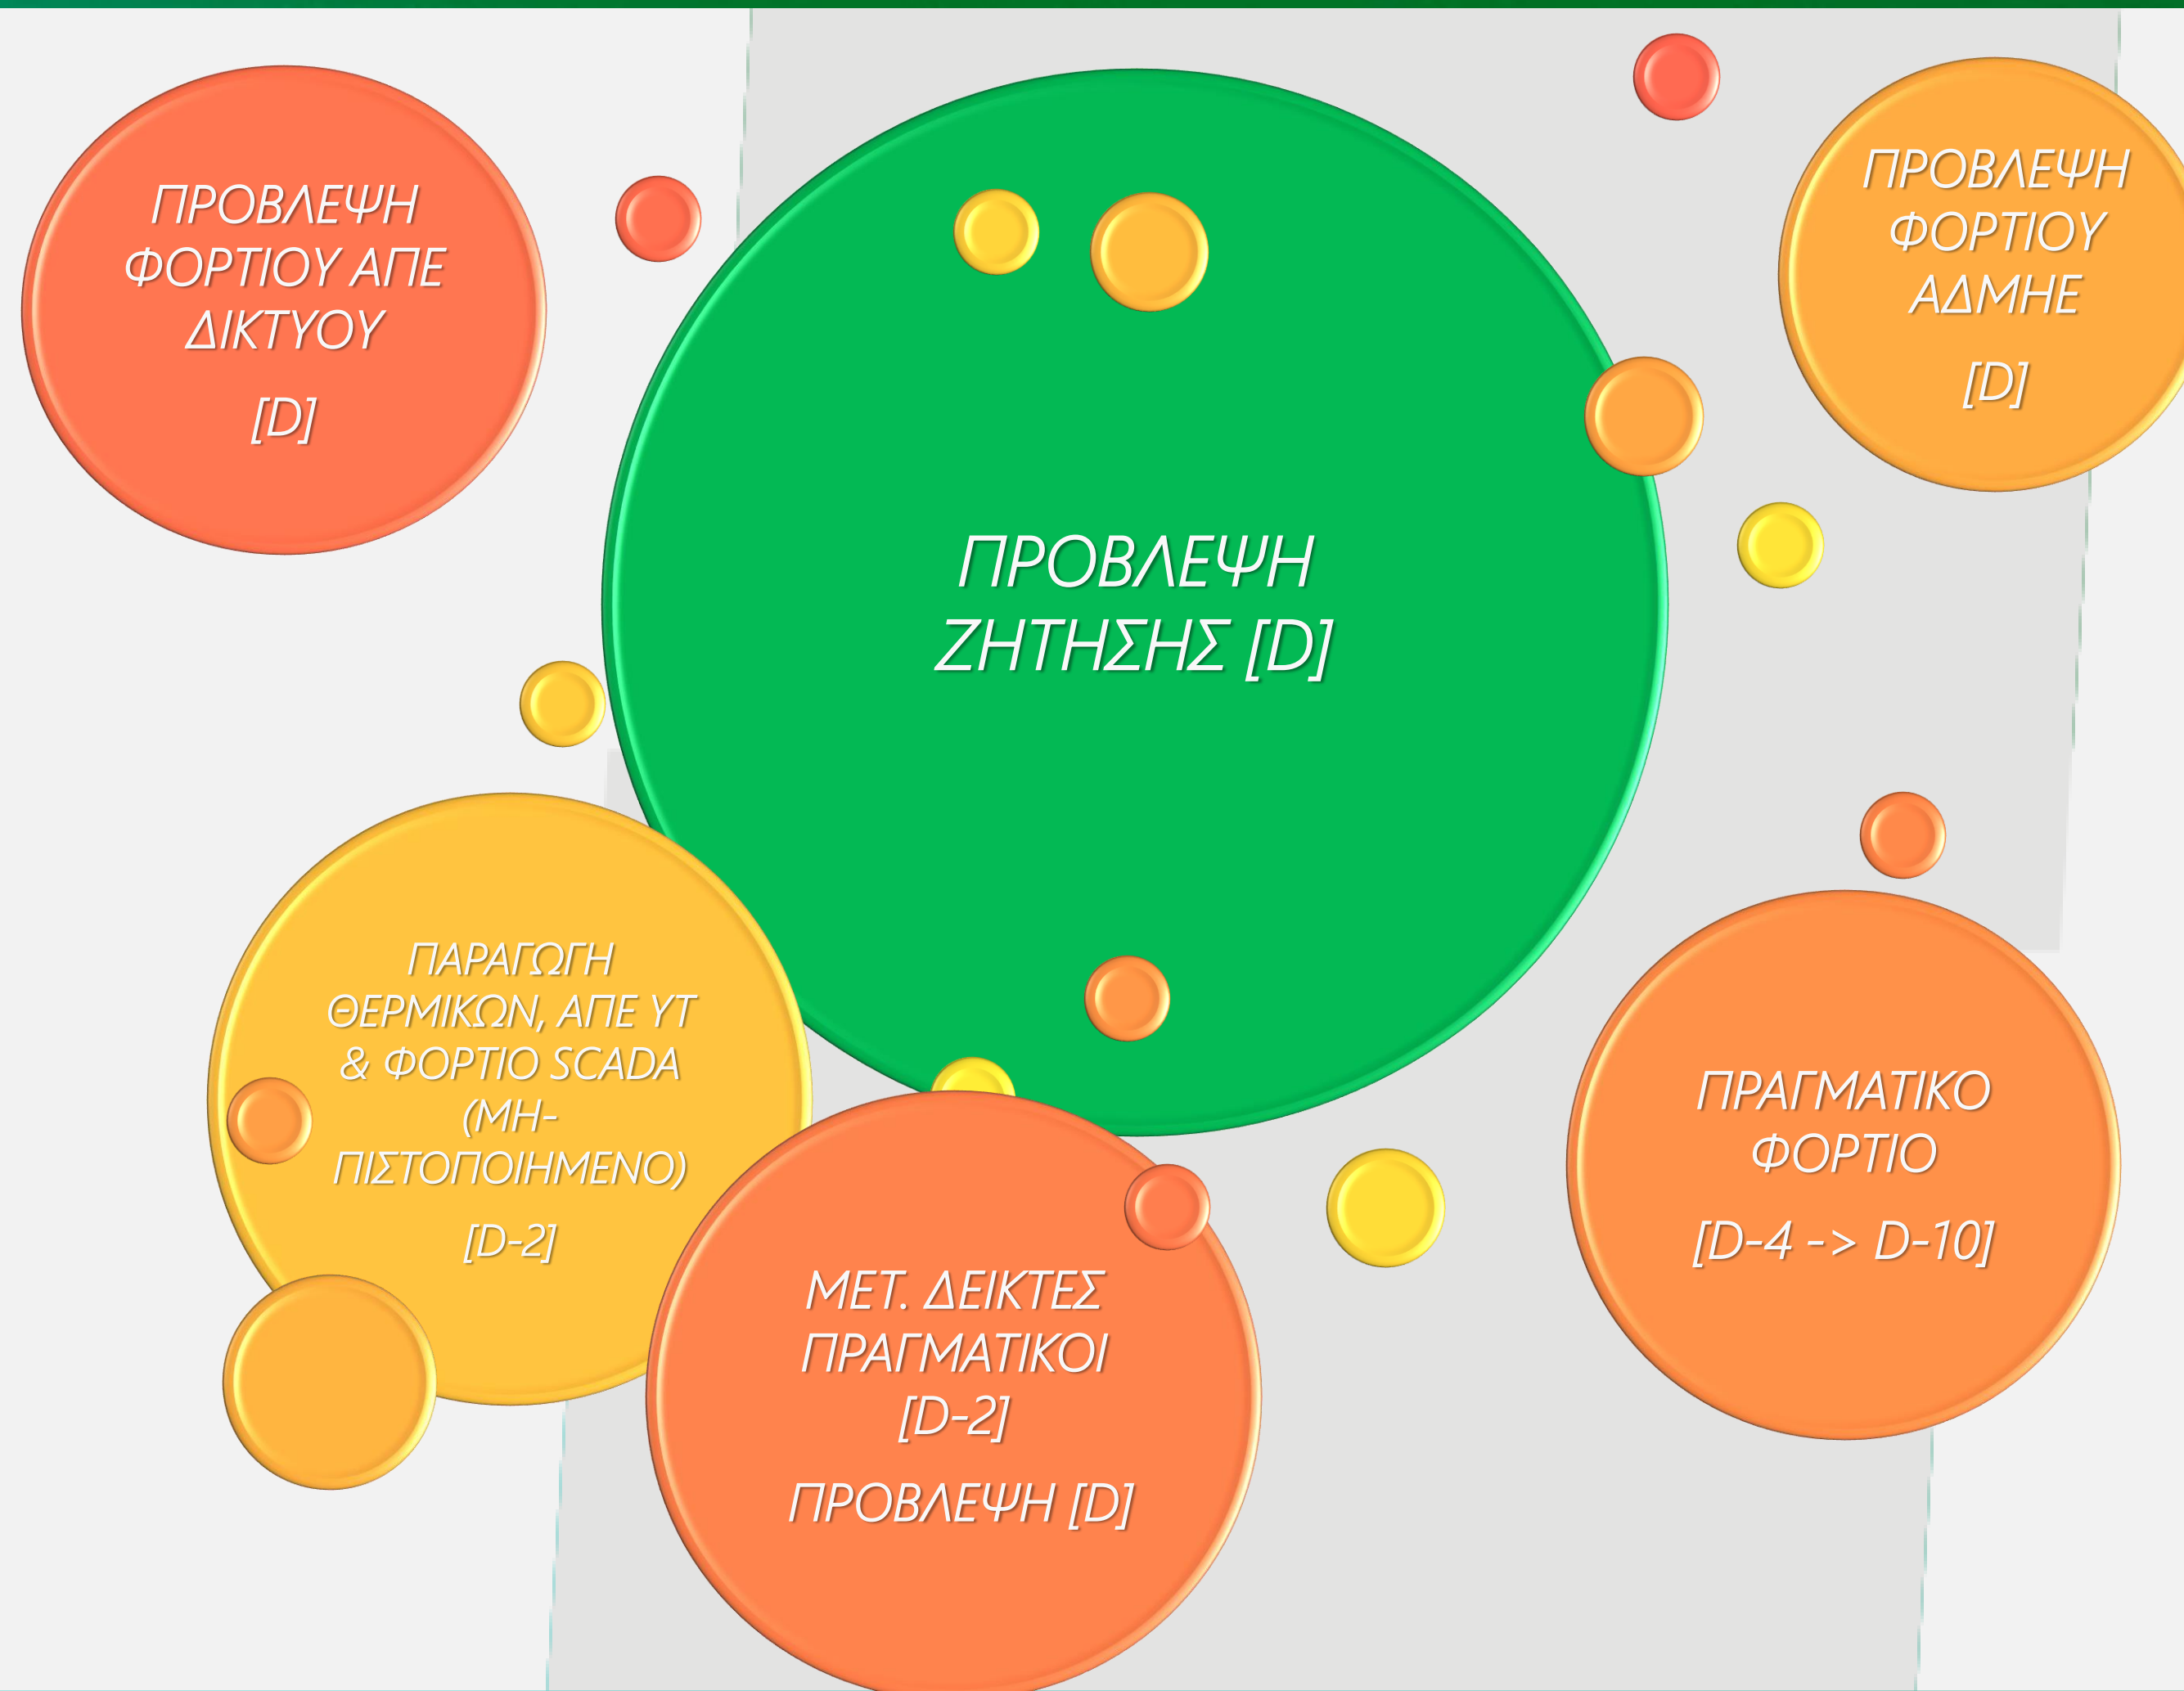 ΠΡΟΒΛΕΨΗ
ΦΟΡΤΙΟΥ ΑΠΕ
ΔΙΚΤΥΟΥ
[D]
ΠΡΟΒΛΕΨΗ
ΖΗΤΗΣΗΣ [D]
ΠΡΟΒΛΕΨΗ
ΦΟΡΤΙΟΥ
ΑΔΜΗΕ
[D]
ΠΑΡΑΓΩΓΗ
ΘΕΡΜΙΚΩΝ, ΑΠΕ ΥΤ
& ΦΟΡΤΙΟ SCADA
(ΜΗ-
ΠΙΣΤΟΠΟΙΗΜΕΝΟ)
[D-2]
ΜΕΤ. ΔΕΙΚΤΕΣ
ΠΡΑΓΜΑΤΙΚΟΙ
[D-2]
ΠΡΟΒΛΕΨΗ [D]
ΠΡΑΓΜΑΤΙΚΟ
ΦΟΡΤΙΟ
[D-4 -> D-10]